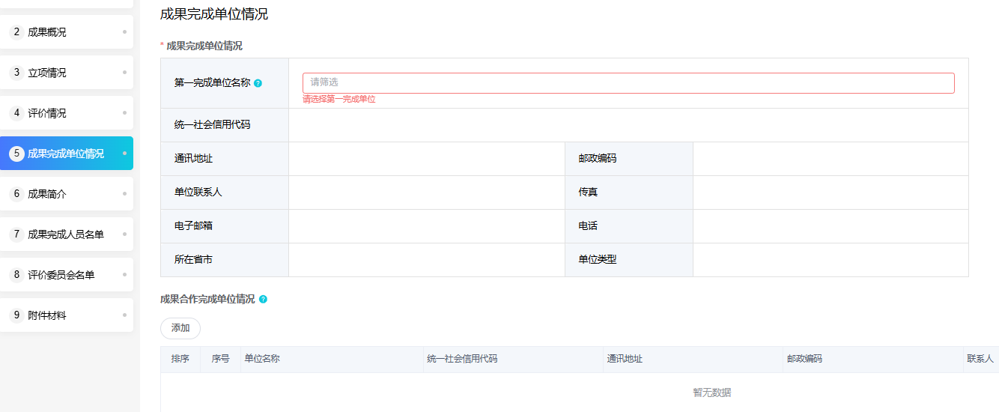 成果完成单位情况
2 成果概况
3 立项情况
4 评价情况
5 成果完成单位情况
6 成果简介
7 成果完成人员名单
8 评价委员会名单
9 附件材料
* 成果完成单位情况
第一完成单位名称 ? 请筛选
请选择第一完成单位
统一社会信用代码
通讯地址 邮政编码
单位联系人 传真
电子邮箱 电话
所在省市 单位类型
成果合作完成单位情况 ?
添加
排序 序号 单位名称 统一社会信用代码 通讯地址 邮政编码 联系人
暂无数据